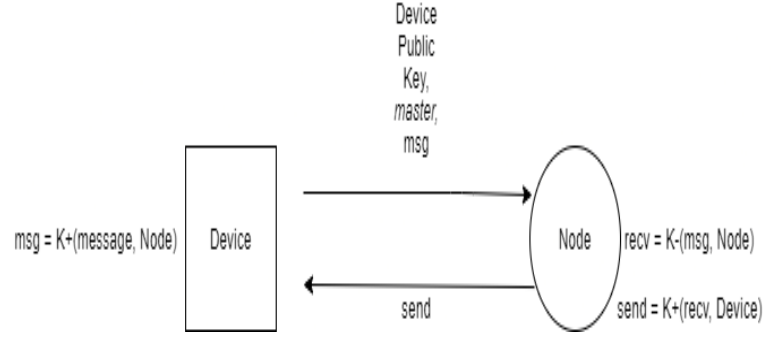 Device
Public
Key,
master,
msg
msg = K+(message, Node)
Device
Node
recv = K-(msg, Node)
send
send = K+(recv, Device)